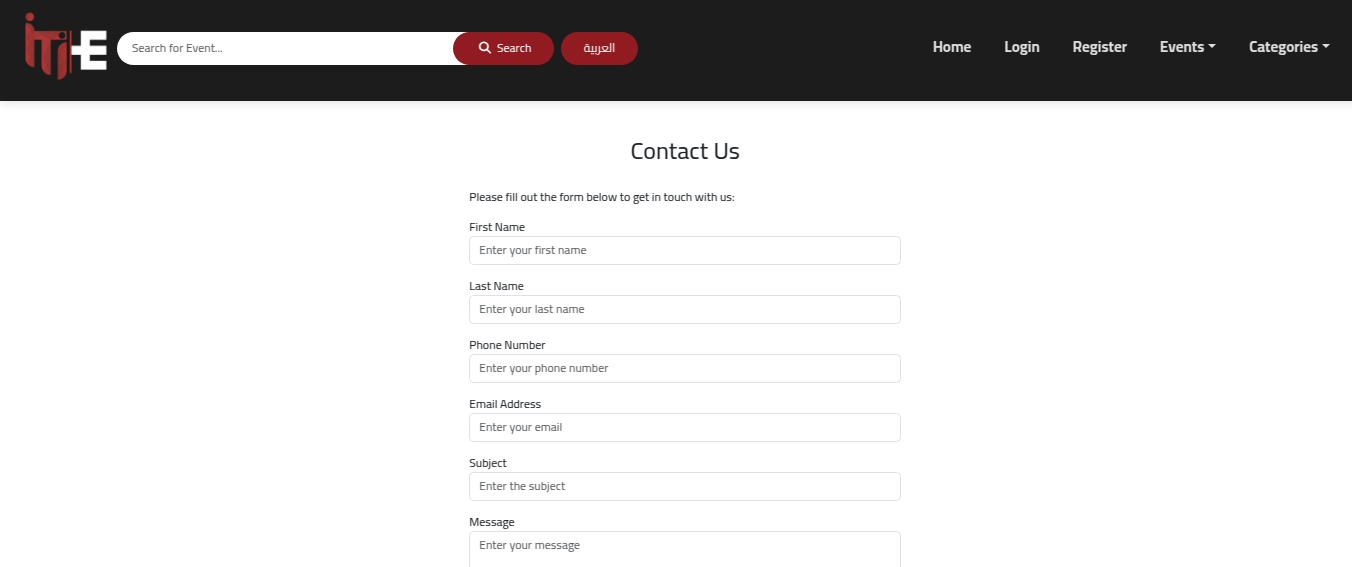 iTi-E
Search for Event...
Search
العربية
Home
Login
Register
Events
Categories
Contact Us
Please fill out the form below to get in touch with us:
First Name
Enter your first name
Last Name
Enter your last name
Phone Number
Enter your phone number
Email Address
Enter your email
Subject
Enter the subject
Message
Enter your message